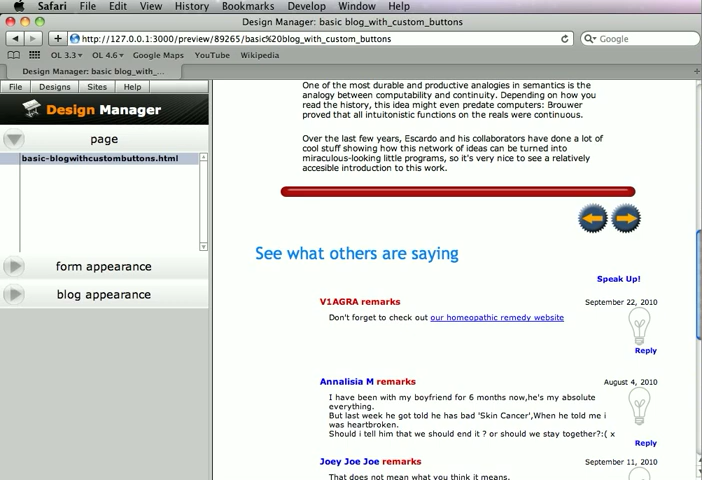 Safari File Edit View History Bookmarks Develop Window Help
Design Manager: basic blog_with_custom_buttons
http://127.0.0.1:3000/preview/89265/basic%20blog_with_custom_buttons
Google
OL 3.3 OL 4.6 Google Maps YouTube Wikipedia
Design Manager: basic blog_with_...
File Designs Sites Help
Design Manager
page
basic-blogwithcustombuttons.html
form appearance
blog appearance
One of the most durable and productive analogies in semantics is the
analogy between computability and continuity. Depending on how you
read the history, this idea might even predate computers: Brouwer
proved that all intuitonistic functions on the reals were continuous.
Over the last few years, Escardo and his collaborators have done a lot of
cool stuff showing how this network of ideas can be turned into
miraculous-looking little programs, so it's very nice to see a relatively
accesible introduction to this work.
See what others are saying
Speak Up!
V1AGRA remarks
September 22, 2010
Don't forget to check out our homeopathic remedy website
Reply
Annalisia M remarks
August 4, 2010
I have been with my boyfriend for 6 months now,he's my absolute
everything.
But last week he got told he has bad 'Skin Cancer',When he told me i
was heartbroken.
Should i tell him that we should end it ? or should we stay together?:( x
Reply
Joey Joe Joe remarks
September 11, 2010
That does not mean what you think it means.